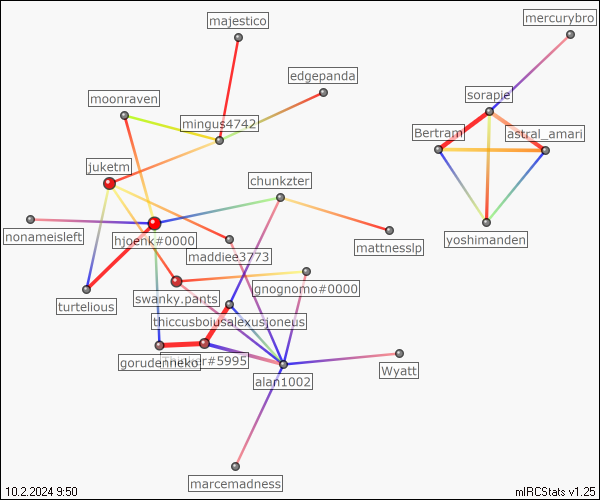 majestico
mercurybro
edgepanda
moonraven
sorapie
mingus4742
Bertram
astral_amari
juketm
chunkzter
nonameisleft
hjoenk#0000
yoshimanden
maddiee3773
mattnesslp
gnognomo#0000
swanky.pants
turtelious
thiccusboiusalexusjoneus
gorudenneko
#5995
Wyatt
alan1002
marcemadness
10.2.2024 9:50
mIRCStats v1.25